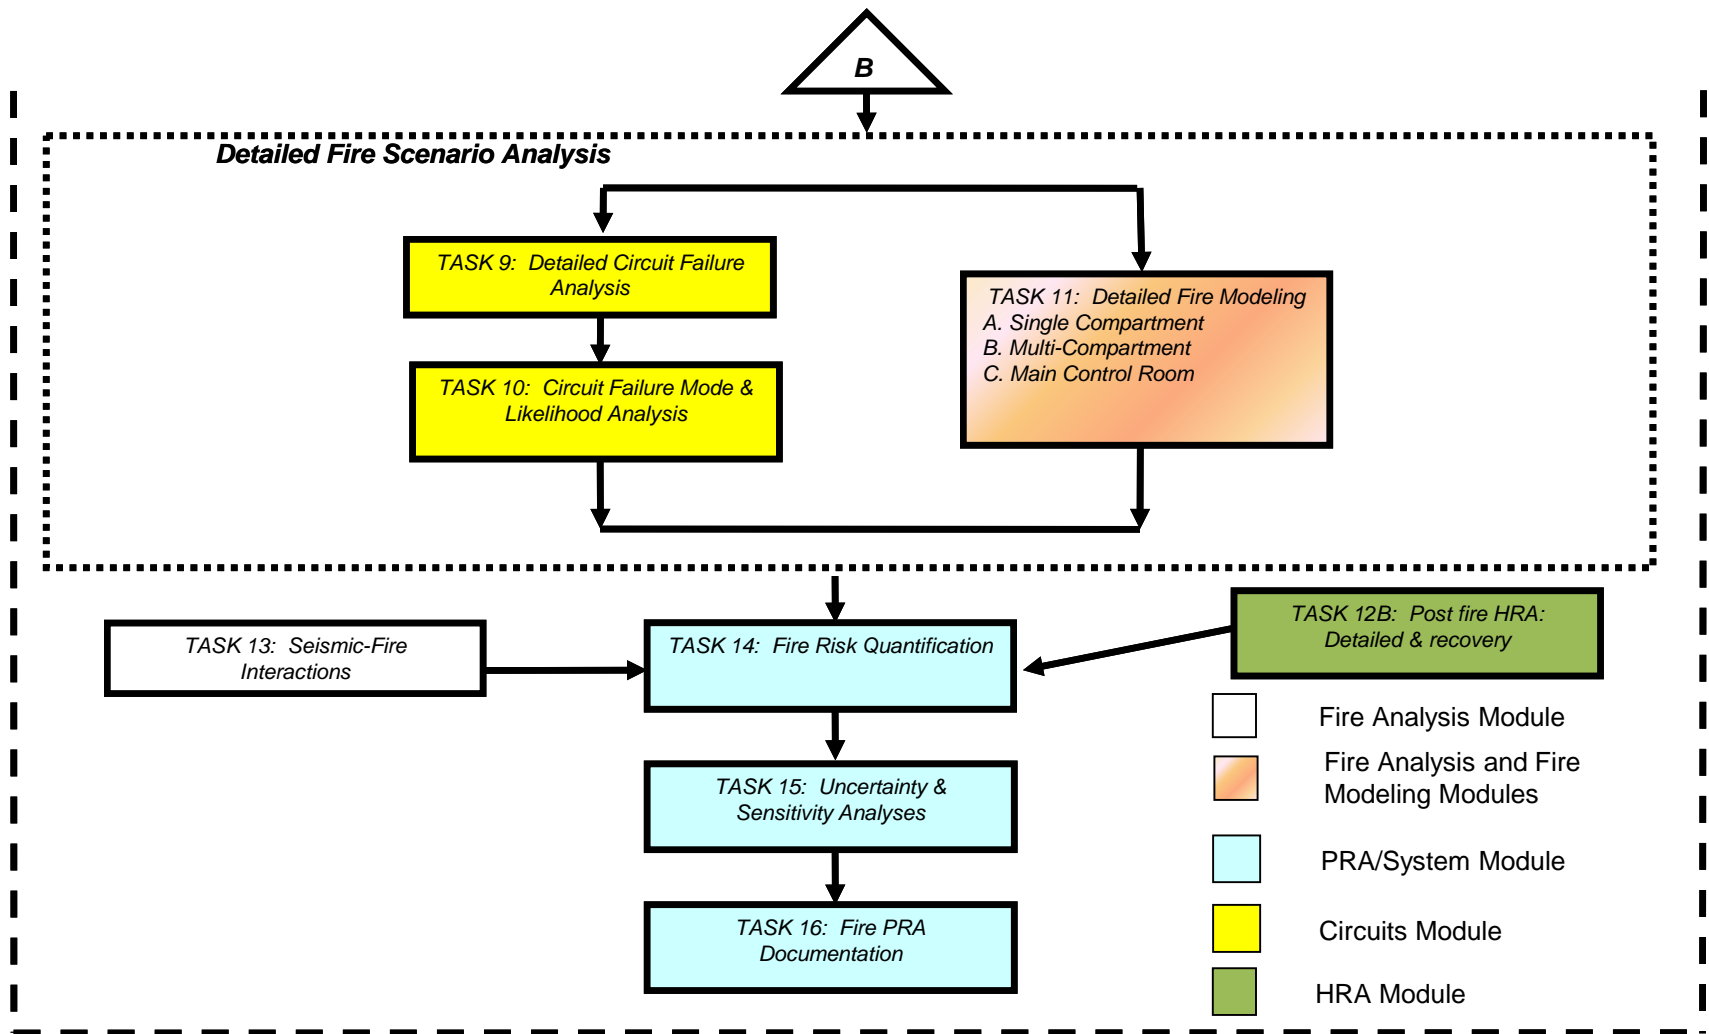 B
Detailed Fire Scenario Analysis
TASK 9: Detailed Circuit Failure
Analysis
TASK 10: Circuit Failure Mode &
Likelihood Analysis
TASK 11: Detailed Fire Modeling
A. Single Compartment
B. Multi-Compartment
C. Main Control Room
TASK 13: Seismic-Fire
Interactions
TASK 14: Fire Risk Quantification
TASK 12B: Post fire HRA:
Detailed & recovery
TASK 15: Uncertainty &
Sensitivity Analyses
TASK 16: Fire PRA
Documentation
Fire Analysis Module
Fire Analysis and Fire
Modeling Modules
PRA/System Module
Circuits Module
HRA Module